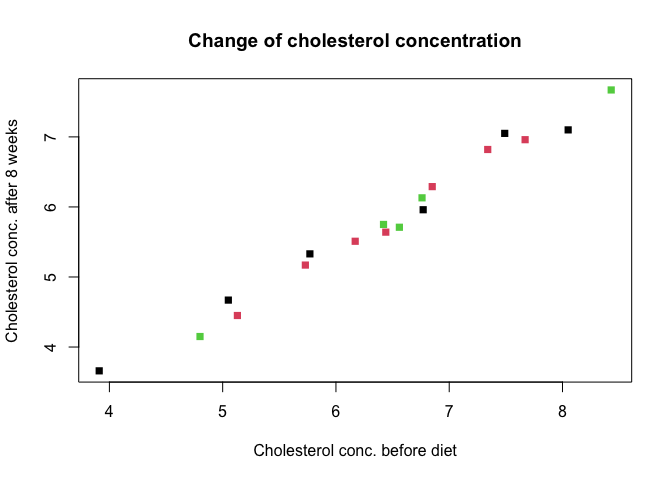 Change of cholesterol concentration
Cholesterol conc. after 8 weeks
7
6
5
4
4 5 6 7 8
Cholesterol conc. before diet